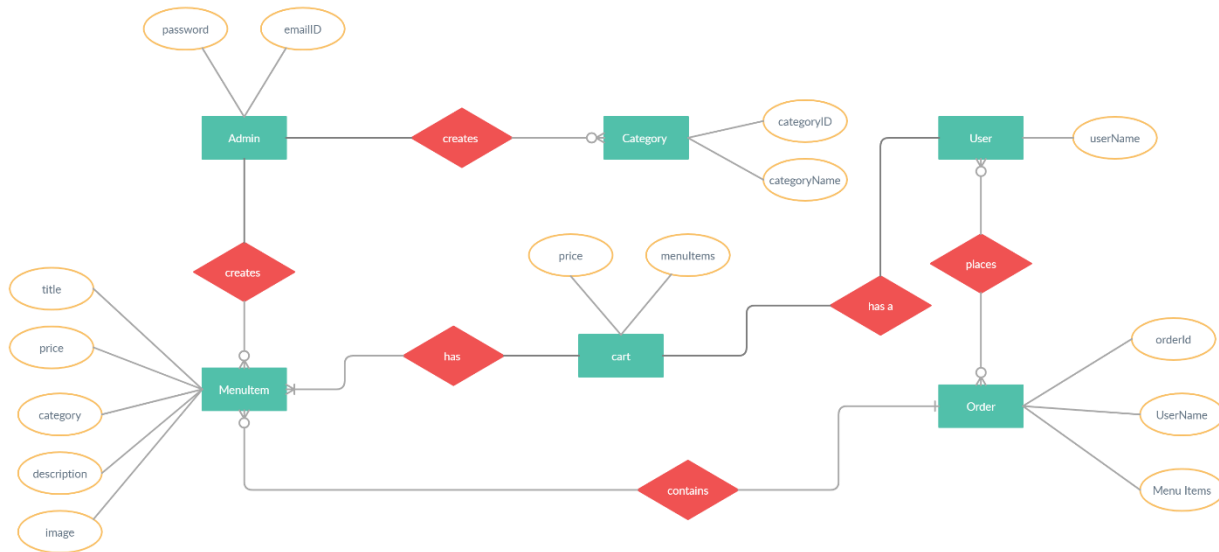 password
emailID
Admin
creates
Category
categoryID
categoryName
User
userName
creates
price
menuItems
places
title
price
category
description
image
MenuItem
has
cart
has a
Order
orderId
UserName
Menu Items
contains